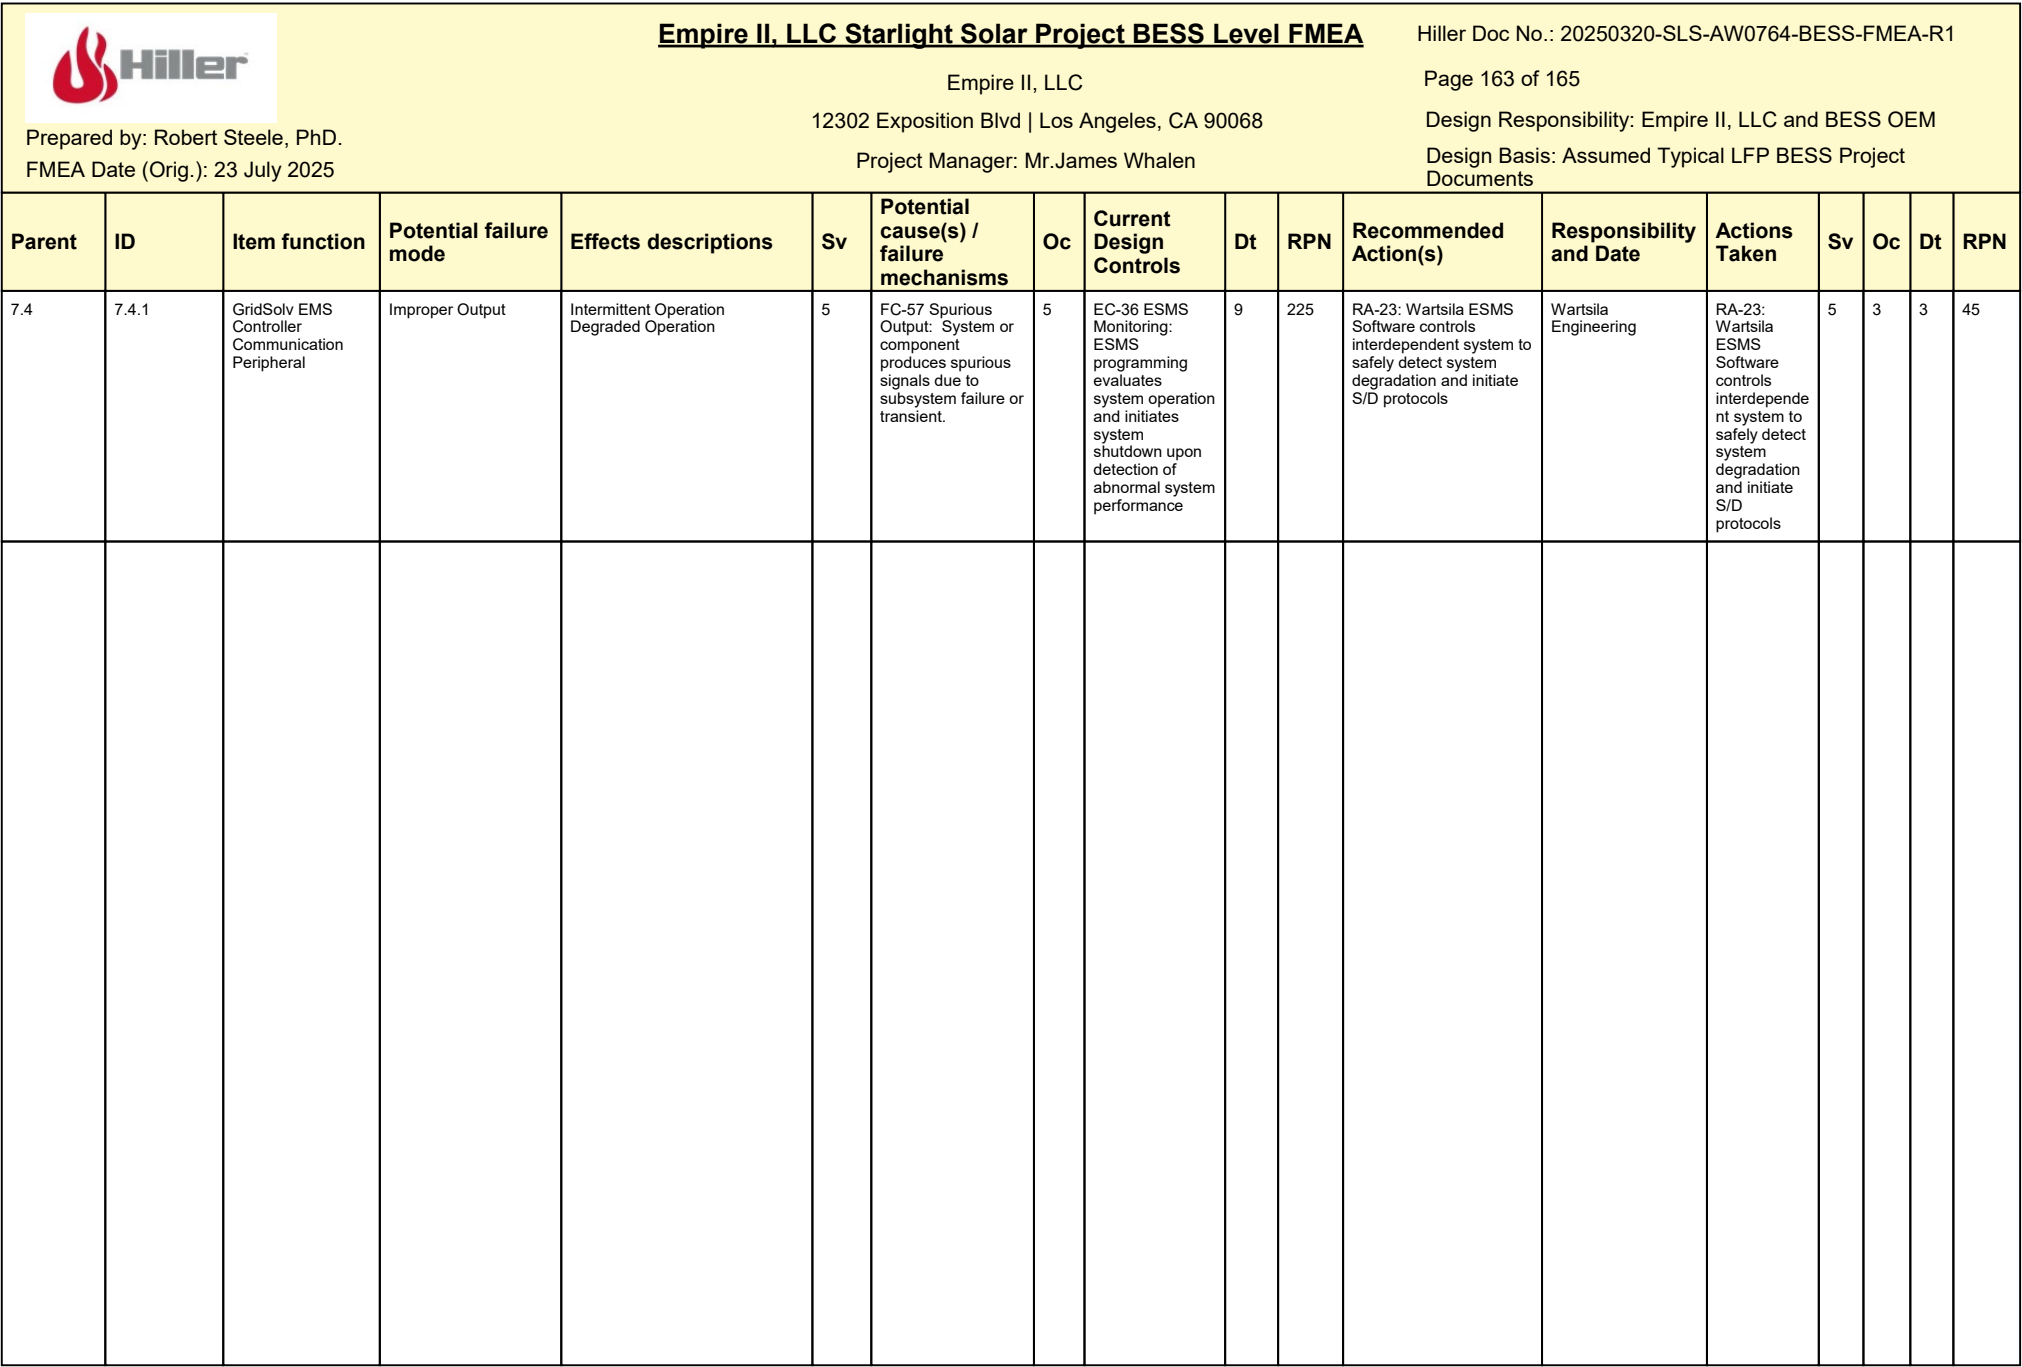 Hiller
Prepared by: Robert Steele, PhD.
FMEA Date (Orig.): 23 July 2025
Empire II, LLC Starlight Solar Project BESS Level FMEA
Empire II, LLC
12302 Exposition Blvd | Los Angeles, CA 90068
Project Manager: Mr.James Whalen
Hiller Doc No.: 20250320-SLS-AW0764-BESS-FMEA-R1
Page 163 of 165
Design Responsibility: Empire II, LLC and BESS OEM
Design Basis: Assumed Typical LFP BESS Project
Documents
Parent
ID
Item function
Potential failure
mode
Effects descriptions
Sv
Potential
cause(s) /
failure
mechanisms
Oc
Current
Design
Controls
Dt
RPN
Recommended
Action(s)
Responsibility
and Date
Actions
Taken
Sv
Oc
Dt
RPN
7.4
7.4.1
GridSolv EMS
Controller
Communication
Peripheral
Improper Output
Intermittent Operation
Degraded Operation
5
FC-57 Spurious
Output: System or
component
produces spurious
signals due to
subsystem failure or
transient.
5
EC-36 ESMS
Monitoring:
ESMS
programming
evaluates
system operation
and initiates
system
shutdown upon
detection of
abnormal system
performance
9
225
RA-23: Wartsila ESMS
Software controls
interdependent system to
safely detect system
degradation and initiate
S/D protocols
Wartsila
Engineering
RA-23:
Wartsila
ESMS
Software
controls
interdepende
nt system to
safely detect
system
degradation
and initiate
S/D
protocols
5
3
3
45